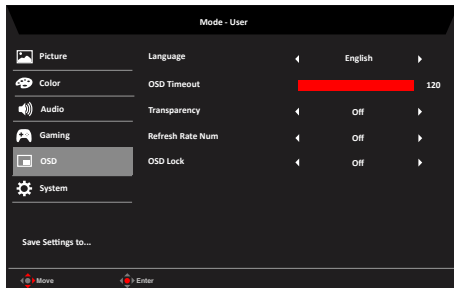 Mode - User
Picture
Language English
Color
OSD Timeout 120
Audio
Transparency Off
Gaming
Refresh Rate Num Off
OSD
OSD Lock Off
System
Save Settings to...
Move Enter